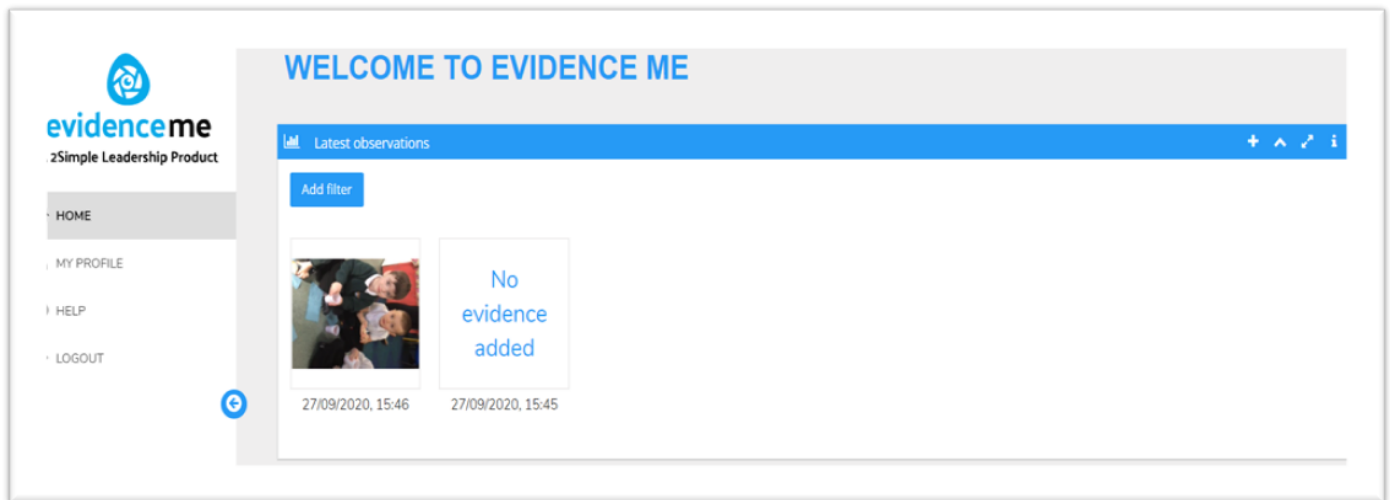 WELCOME TO EVIDENCE ME
evidenceme
2Simple Leadership Product
Latest observations
Add filter
HOME
MY PROFILE
HELP
LOGOUT
No
evidence
added
27/09/2020, 15:46
27/09/2020, 15:45